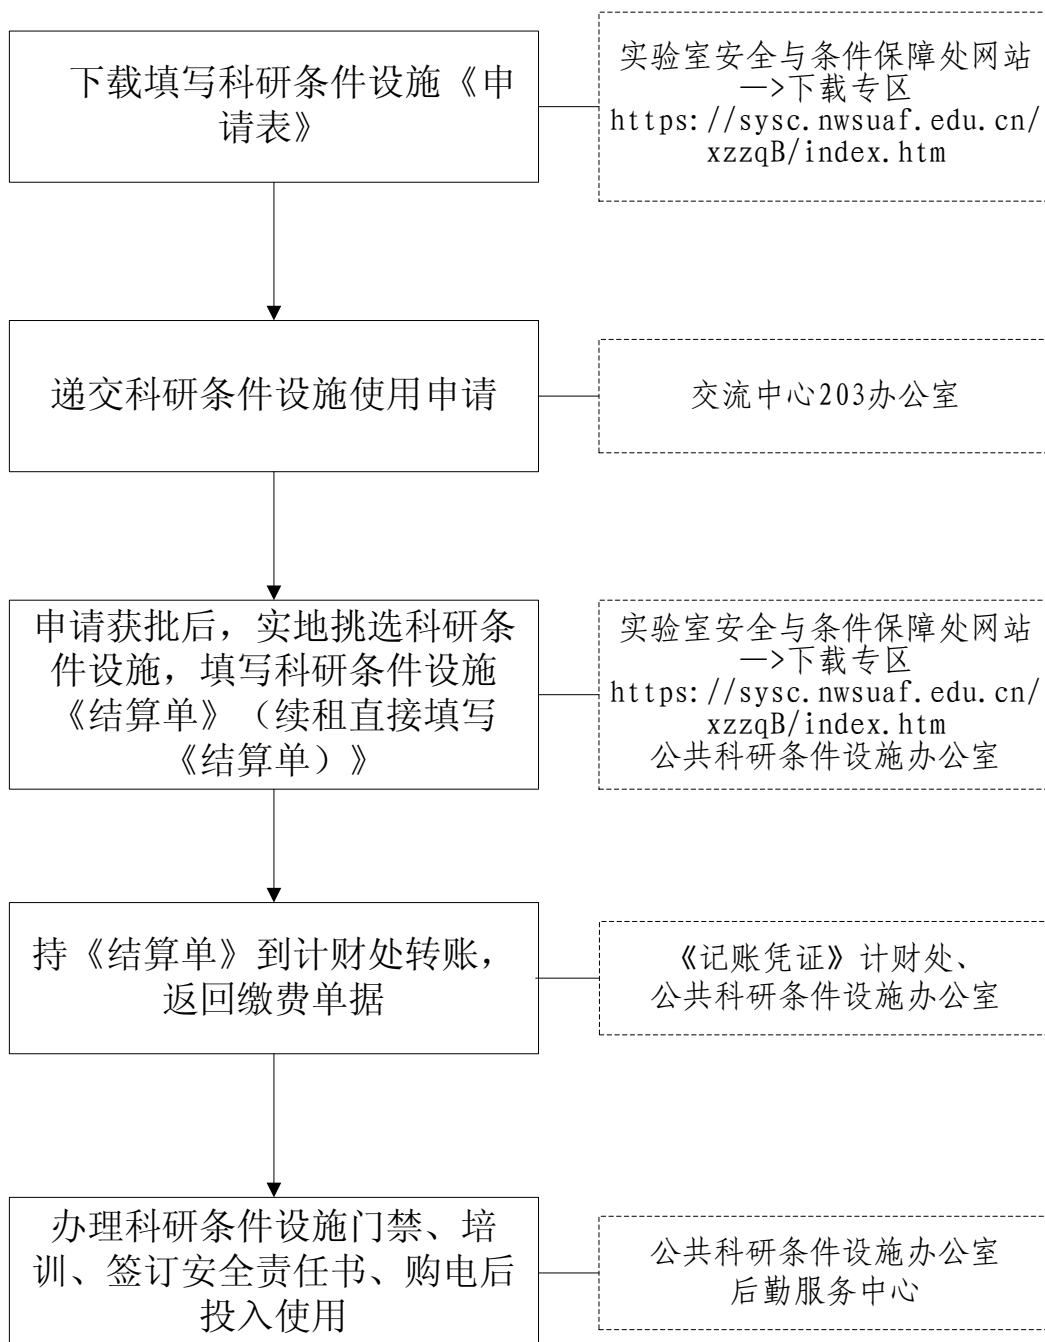 下载填写科研条件设施《申
请表》
实验室安全与条件保障处网站
—>下载专区
https://sysc.nwsuaf.edu.cn/
xzzqB/index.htm
递交科研条件设施使用申请
交流中心203办公室
申请获批后，实地挑选科研条
件设施，填写科研条件设施
《结算单》（续租直接填写
《结算单）》
实验室安全与条件保障处网站
—>下载专区
https://sysc.nwsuaf.edu.cn/
xzzqB/index.htm
公共科研条件设施办公室
持《结算单》到计财处转账，
返回缴费单据
《记账凭证》计财处、
公共科研条件设施办公室
办理科研条件设施门禁、培
训、签订安全责任书、购电后
投入使用
公共科研条件设施办公室
后勤服务中心